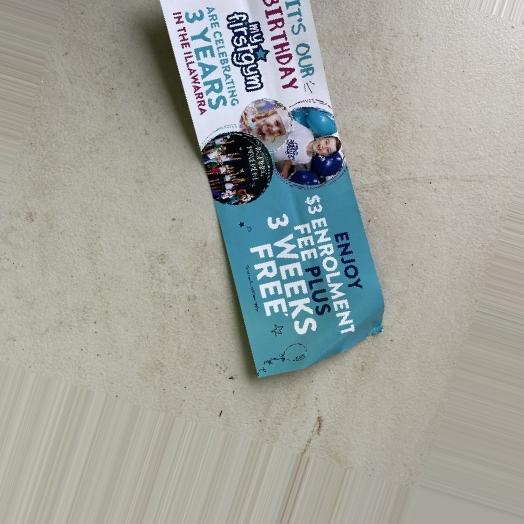 IT'S OUR
BIRTHDAY
my
firstgym
ARE CELEBRATING
3 YEARS
IN THE ILLAWARRA
ENJOY
$3 ENROLMENT
FEE PLUS
3 WEEKS
FREE*